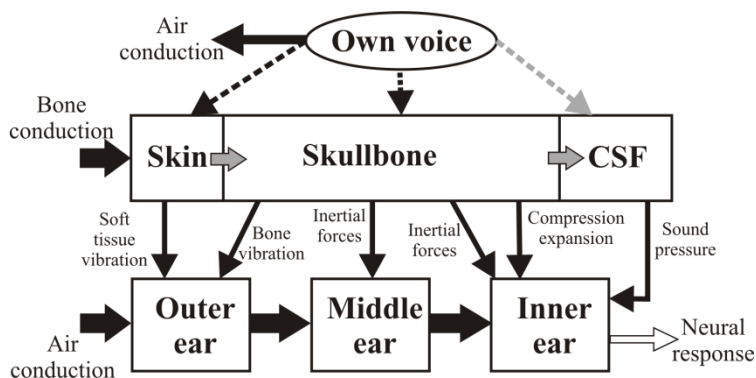 Air
conduction
Own voice
Bone
conduction
Skin
Skullbone
CSF
Soft
tissue
vibration
Bone
vibration
Inertial
forces
Inertial
forces
Compression
expansion
Sound
pressure
Outer
ear
Middle
ear
Inner
ear
Air
conduction
Neural
response